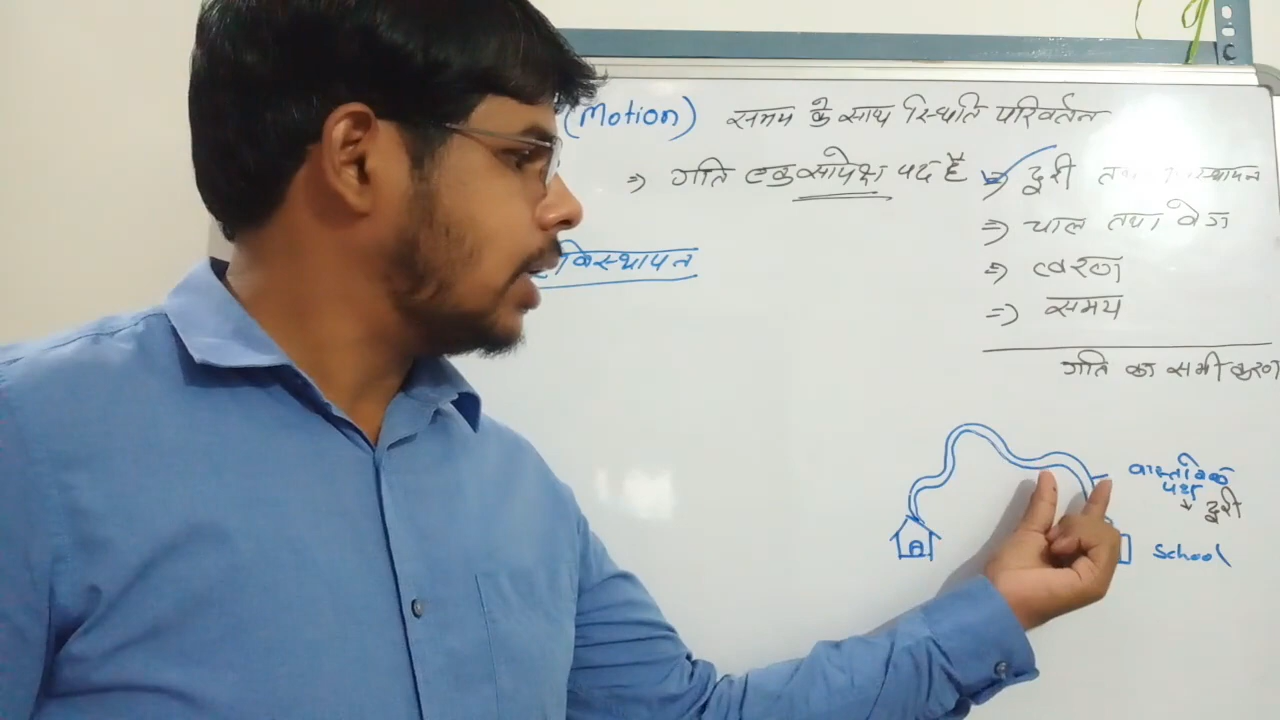 (Motion) समय के साथ स्थिति परिवर्तन
⇒ गति एक सापेक्ष पद है
⇒ दूरी तथा विस्थापन
⇒ चाल तथा वेग
⇒ त्वरण
⇒ समय
गति का समीकरण
विस्थापन
वास्तविक
पथ
↓ दूरी
School